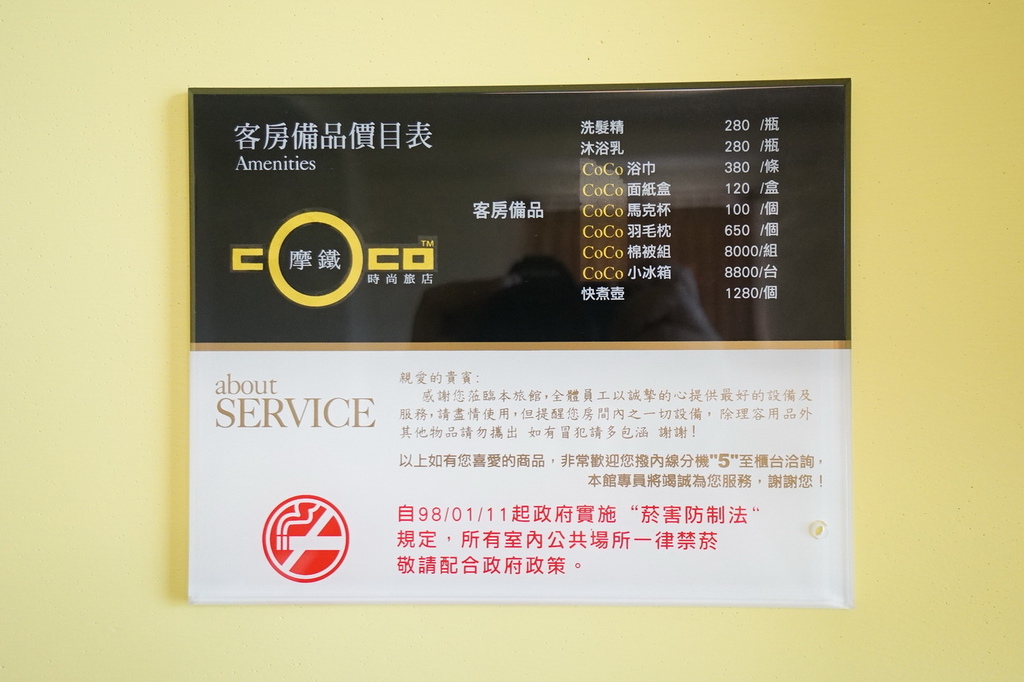 客房備品價目表
Amenities
coco™
摩鐵
時尚旅店
客房備品
洗髮精 280 /瓶
沐浴乳 280 /瓶
CoCo 浴巾 380 /條
CoCo 面紙盒 120 /盒
CoCo 馬克杯 100 /個
CoCo 羽毛枕 650 /個
CoCo 棉被組 8000/組
CoCo 小冰箱 8800/台
快煮壺 1280/個
about
SERVICE
親愛的貴賓:
感謝您蒞臨本旅館,全體員工以誠摯的心提供最好的設備及
服務,請盡情使用,但提醒您房間內之一切設備, 除理容用品外
其他物品請勿攜出 如有冒犯請多包涵 謝謝!
以上如有您喜愛的商品，非常歡迎您撥內線分機"5"至櫃台洽詢，
本館專員將竭誠為您服務，謝謝您！
自98/01/11起政府實施“菸害防制法“
規定，所有室內公共場所一律禁菸
敬請配合政府政策。